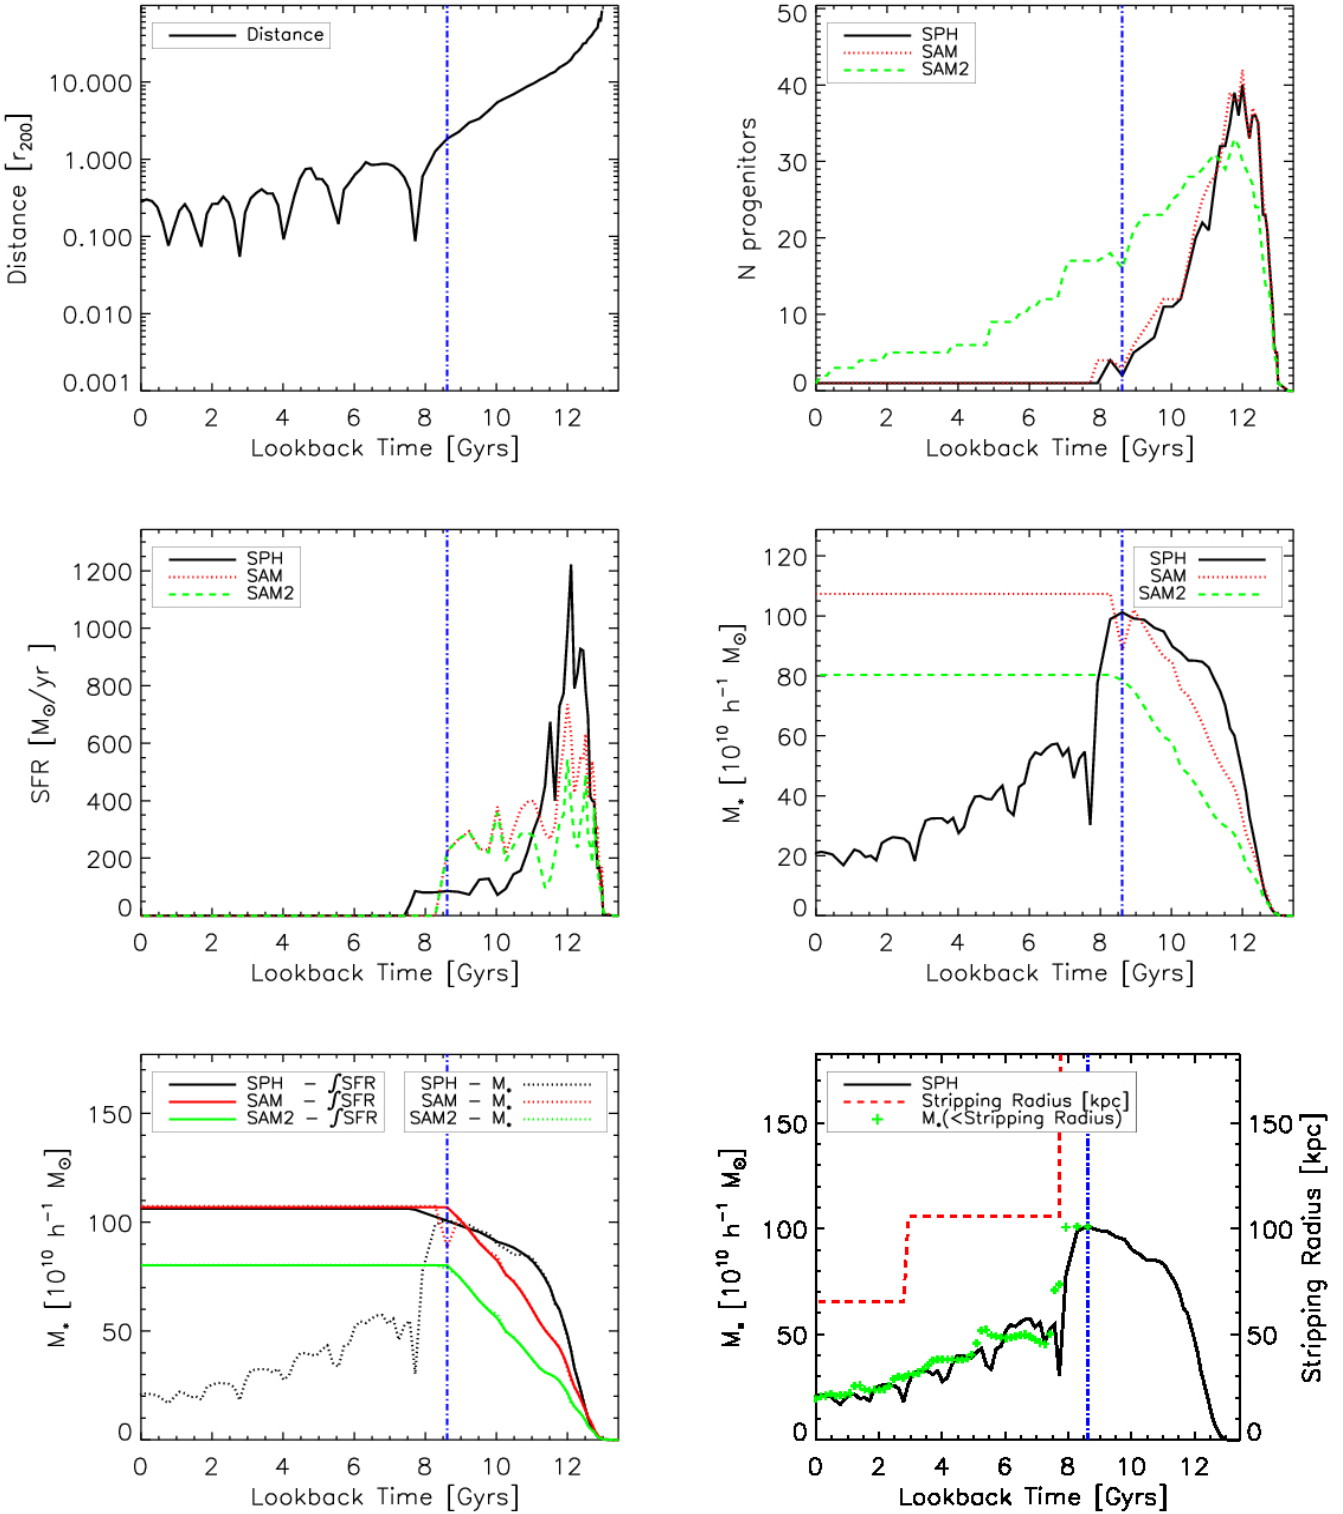 Distance
10.000
1.000
0.100
0.010
0.001
Distance [r200]
0 2 4 6 8 10 12
Lookback Time [Gyrs]
SPH
SAM
SAM2
50
40
30
20
10
0
N progenitors
0 2 4 6 8 10 12
Lookback Time [Gyrs]
SPH
SAM
SAM2
1200
1000
800
600
400
200
0
SFR [M⊙/yr ]
0 2 4 6 8 10 12
Lookback Time [Gyrs]
SPH
SAM
SAM2
120
100
80
60
40
20
0
M* [10^10 h^-1 M⊙]
0 2 4 6 8 10 12
Lookback Time [Gyrs]
SPH - ∫SFR
SAM - ∫SFR
SAM2 - ∫SFR
SPH - M*
SAM - M*
SAM2 - M*
150
100
50
0
M* [10^10 h^-1 M⊙]
0 2 4 6 8 10 12
Lookback Time [Gyrs]
SPH
Stripping Radius [kpc]
M*(<Stripping Radius)
150
100
50
0
M* [10^10 h^-1 M⊙]
150
100
50
0
Stripping Radius [kpc]
0 2 4 6 8 10 12
Lookback Time [Gyrs]